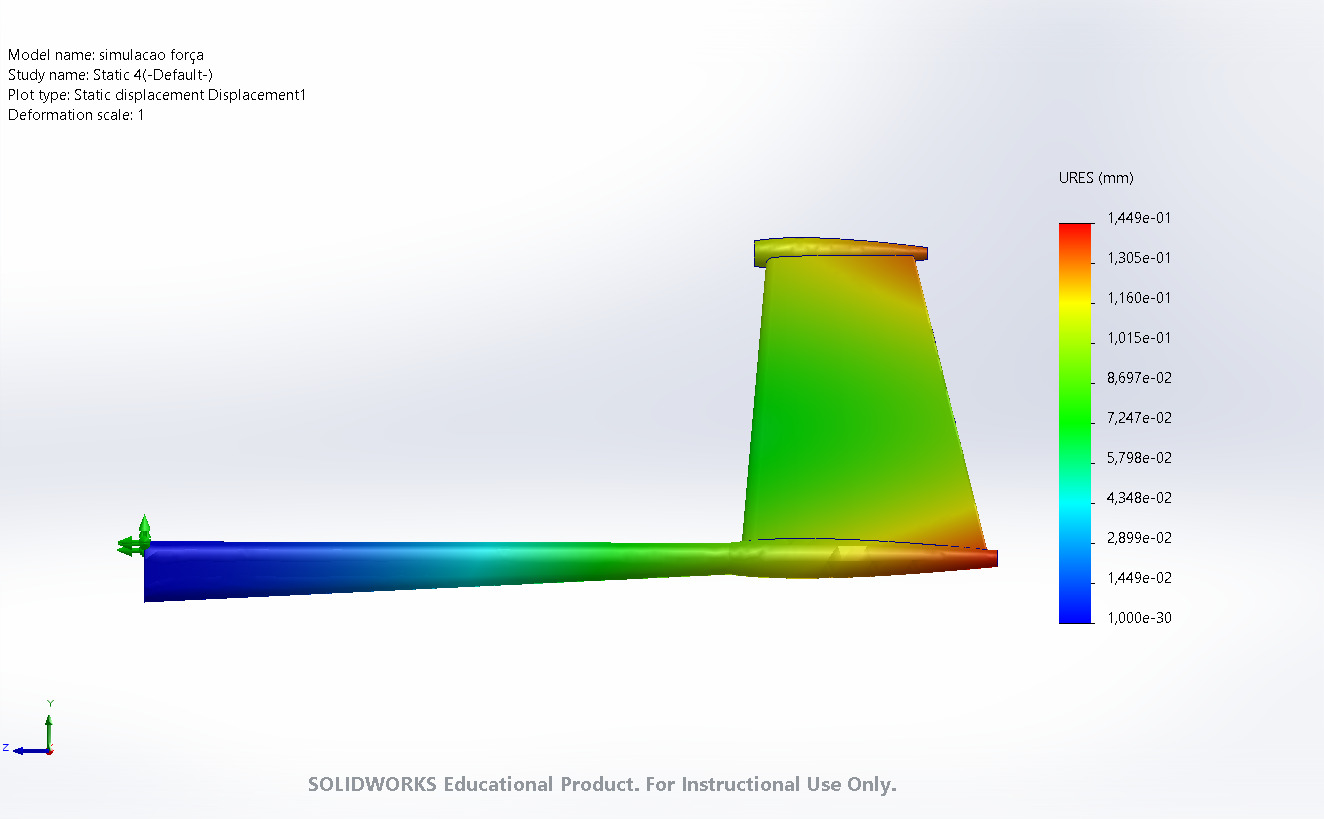 Model name: simulacao força
Study name: Static 4(-Default-)
Plot type: Static displacement Displacement1
Deformation scale: 1
URES (mm)
1,449e-01
1,305e-01
1,160e-01
1,015e-01
8,697e-02
7,247e-02
5,798e-02
4,348e-02
2,899e-02
1,449e-02
1,000e-30
Y
Z
SOLIDWORKS Educational Product. For Instructional Use Only.